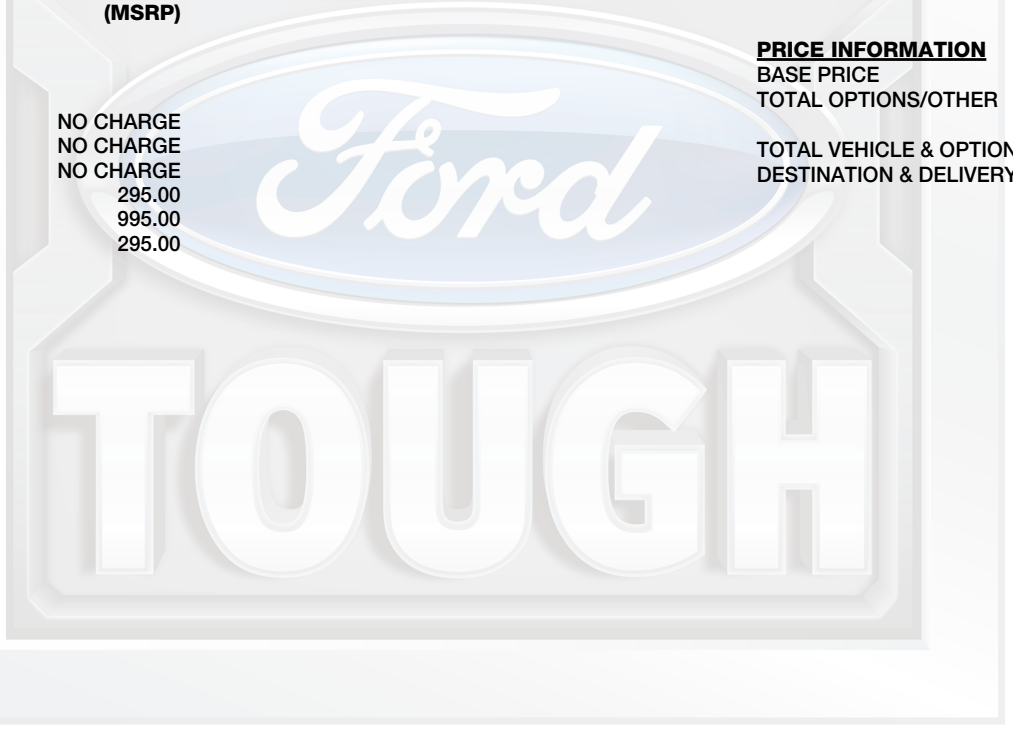 (MSRP)
NO CHARGE
NO CHARGE
NO CHARGE
295.00
995.00
295.00
PRICE INFORMATION
BASE PRICE
TOTAL OPTIONS/OTHER
TOTAL VEHICLE & OPTION
DESTINATION & DELIVERY
Ford
TOUGH